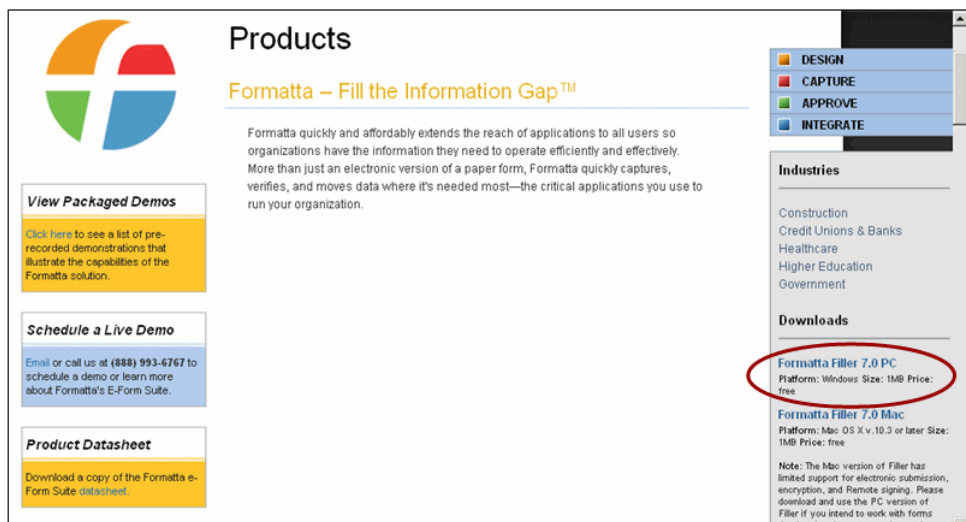 Products
Formatta – Fill the Information Gap™
Formatta quickly and affordably extends the reach of applications to all users so
organizations have the information they need to operate efficiently and effectively.
More than just an electronic version of a paper form, Formatta quickly captures,
verifies, and moves data where it's needed most—the critical applications you use to
run your organization.
View Packaged Demos
Click here to see a list of pre-
recorded demonstrations that
illustrate the capabilities of the
Formatta solution.
Schedule a Live Demo
Email or call us at (888) 993-6767 to
schedule a demo or learn more
about Formatta's E-Form Suite.
Product Datasheet
Download a copy of the Formatta e-
Form Suite datasheet.
DESIGN
CAPTURE
APPROVE
INTEGRATE
Industries
Construction
Credit Unions & Banks
Healthcare
Higher Education
Government
Downloads
Formatta Filler 7.0 PC
Platform: Windows Size: 1MB Price:
free
Formatta Filler 7.0 Mac
Platform: Mac OS X v.10.3 or later Size:
1MB Price: free
Note: The Mac version of Filler has
limited support for electronic submission,
encryption, and Remote signing. Please
download and use the PC version of
Filler if you intend to work with forms